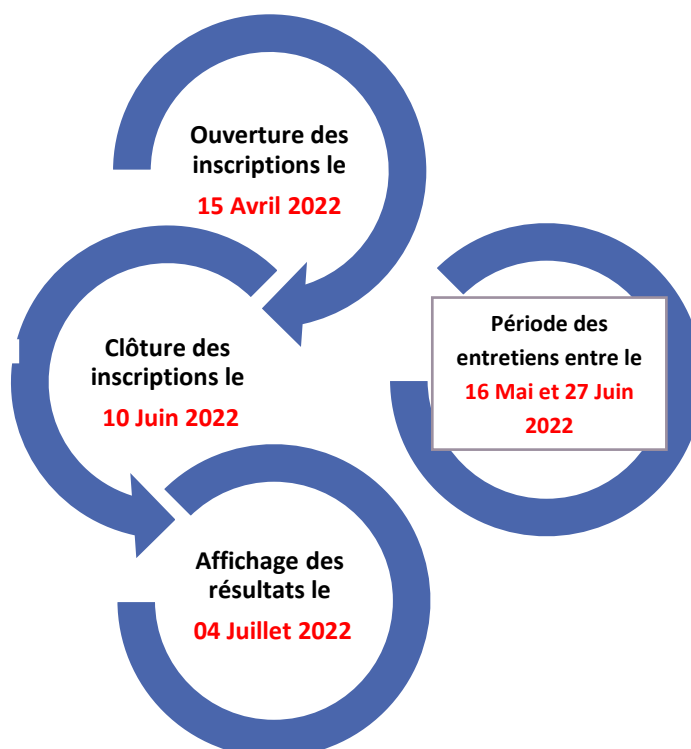 Ouverture des
inscriptions le
15 Avril 2022
Clôture des
inscriptions le
10 Juin 2022
Période des
entretiens entre le
16 Mai et 27 Juin
2022
Affichage des
résultats le
04 Juillet 2022